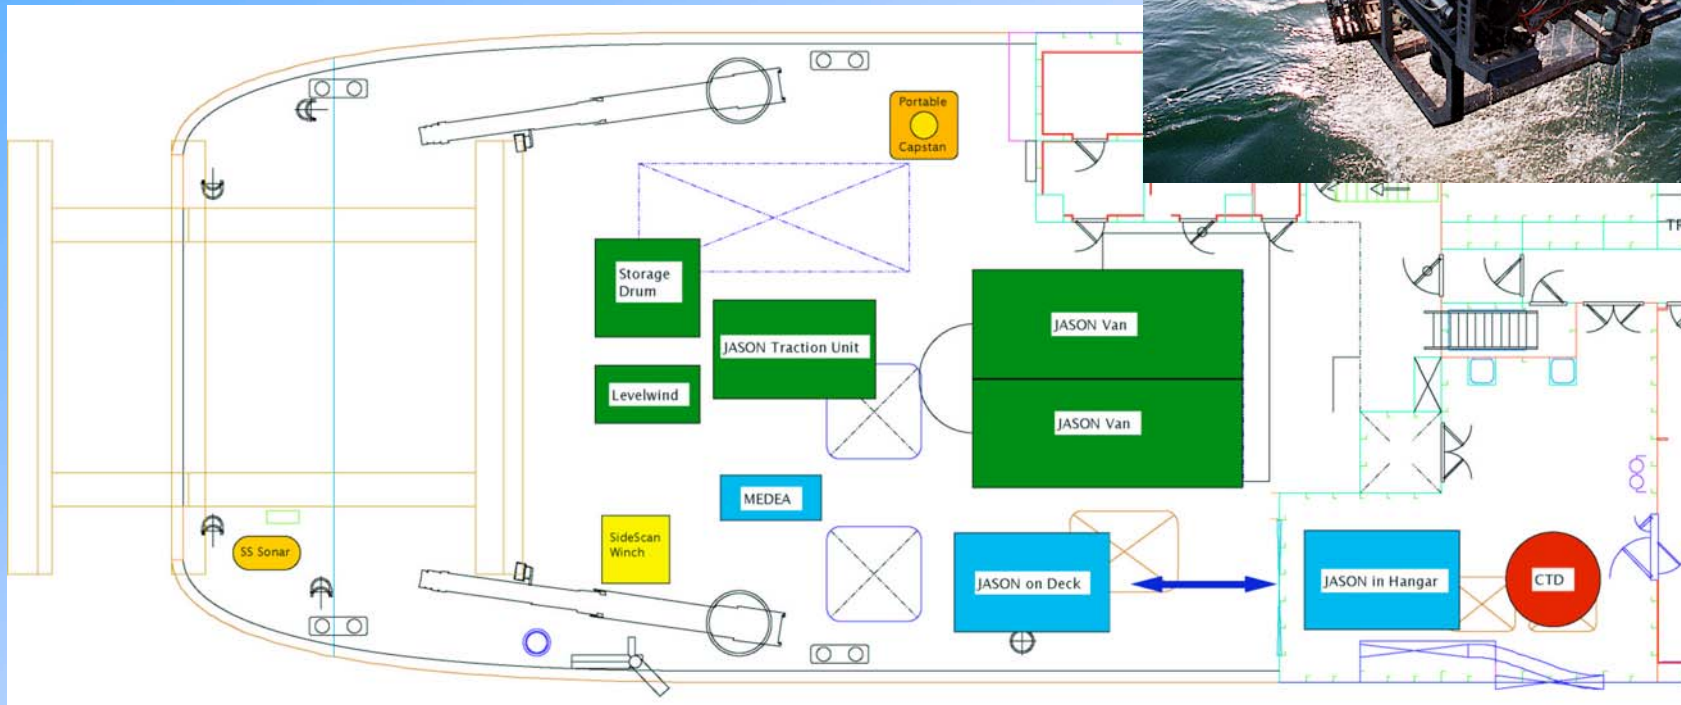 Portable
Capstan
Storage
Drum
JASON Traction Unit
JASON Van
Levelwind
JASON Van
MEDEA
SideScan
Winch
SS Sonar
JASON on Deck
JASON in Hangar
CTD